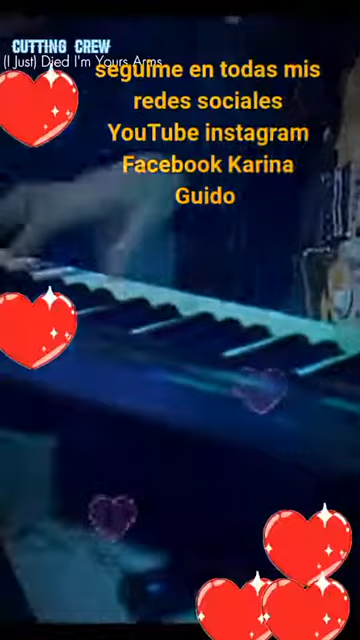 CUTTING CREW
(I Just) Died I'm Yours Arms
seguime en todas mis
redes sociales
YouTube instagram
Facebook Karina
Guido